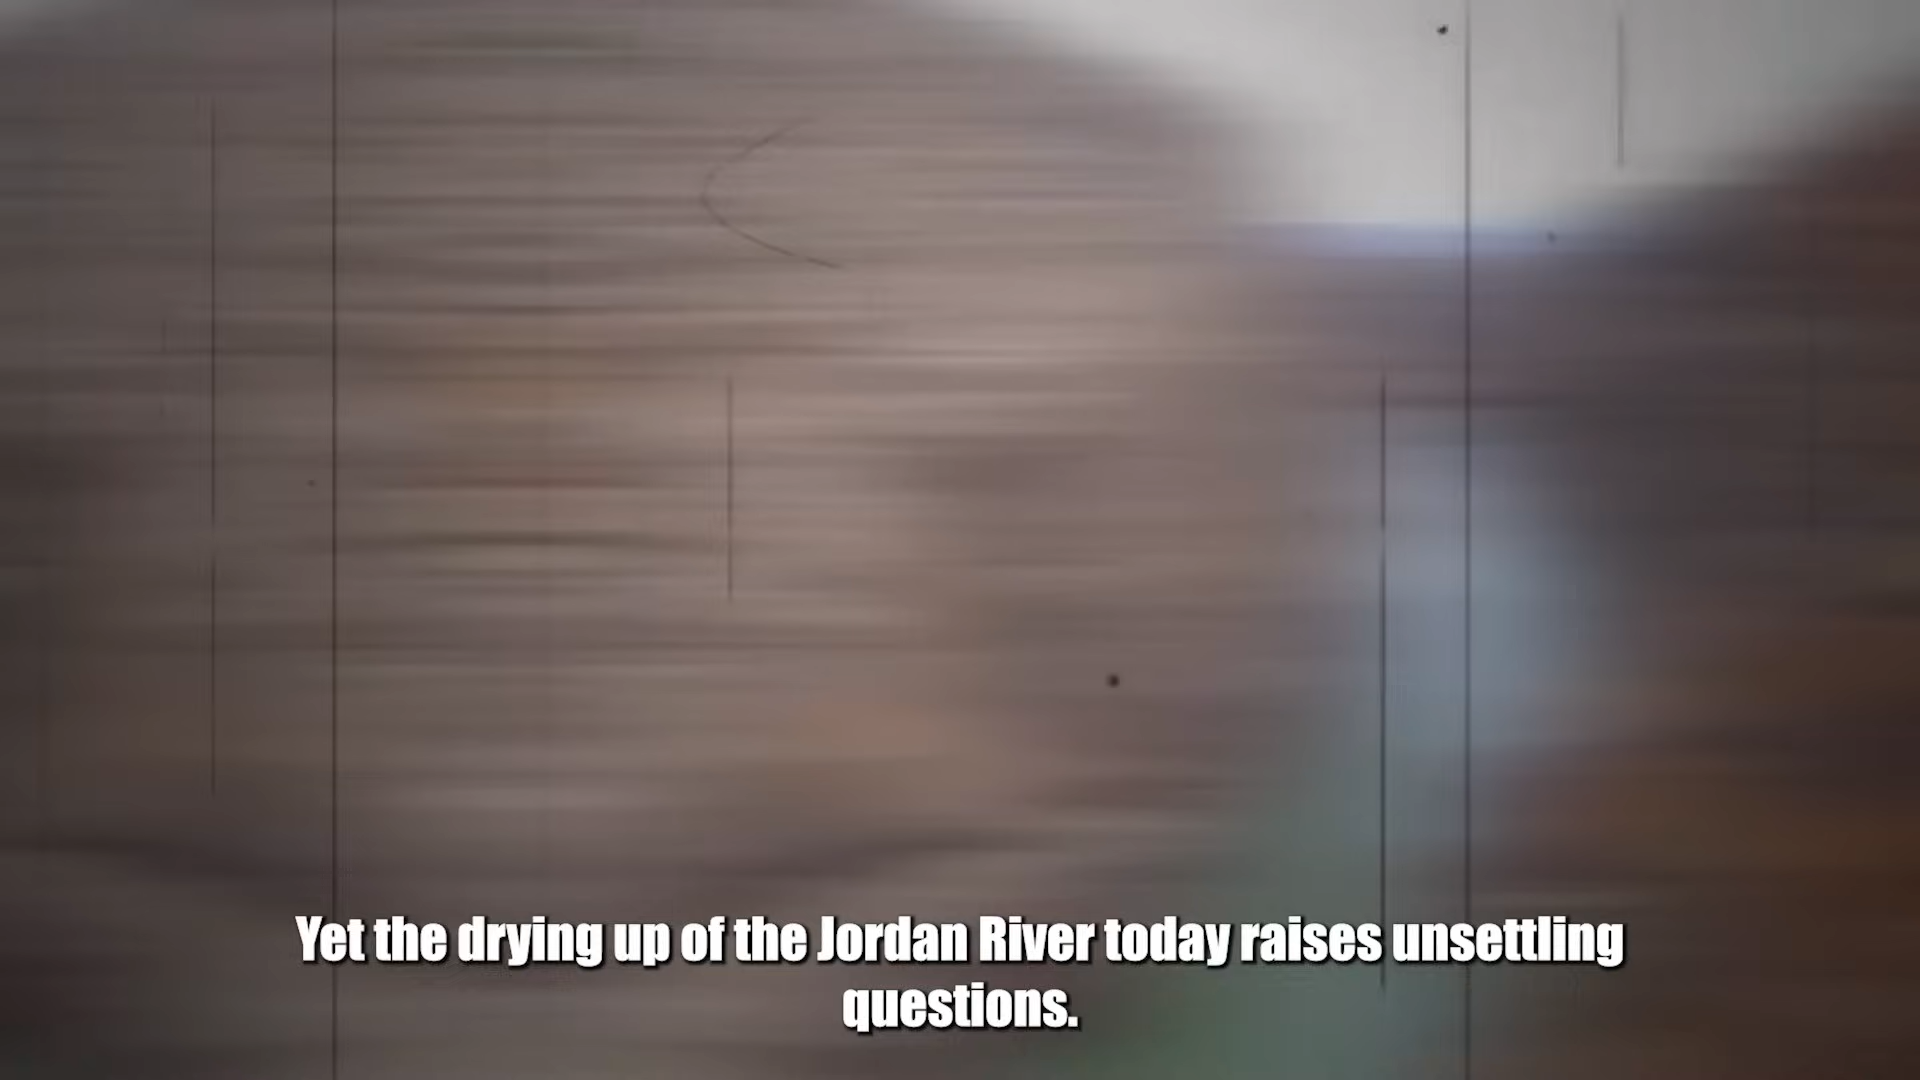 Yet the drying up of the Jordan River today raises unsettling
questions.